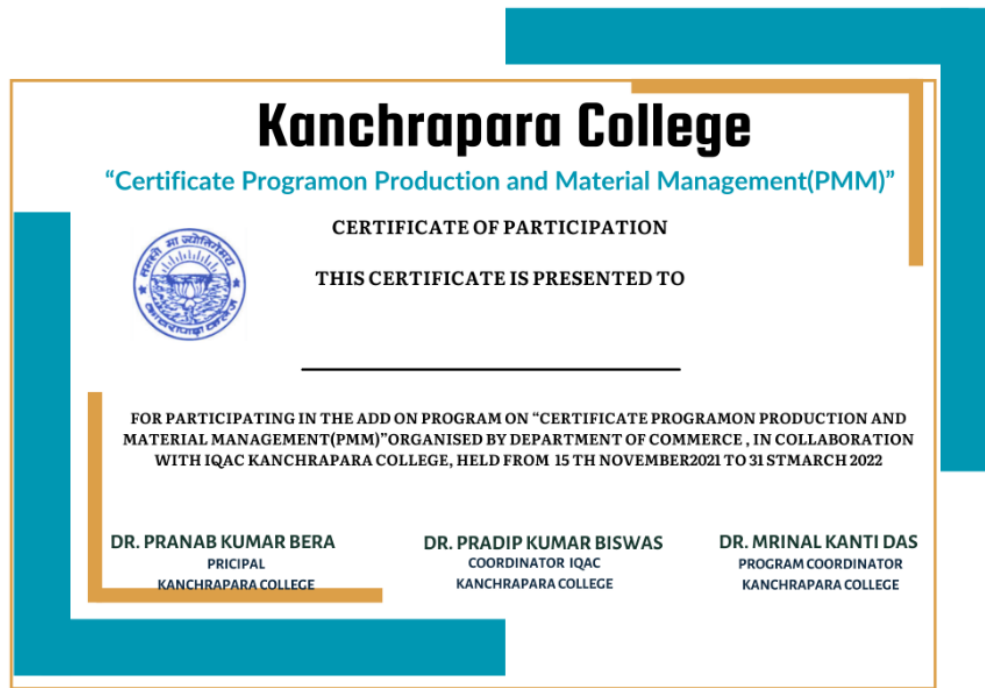 Kanchrapara College
“Certificate Programon Production and Material Management(PMM)”
CERTIFICATE OF PARTICIPATION
THIS CERTIFICATE IS PRESENTED TO
FOR PARTICIPATING IN THE ADD ON PROGRAM ON “CERTIFICATE PROGRAMON PRODUCTION AND
MATERIAL MANAGEMENT(PMM)”ORGANISED BY DEPARTMENT OF COMMERCE , IN COLLABORATION
WITH IQAC KANCHRAPARA COLLEGE, HELD FROM 15 TH NOVEMBER2021 TO 31 STMARCH 2022
DR. PRANAB KUMAR BERA
PRICIPAL
KANCHRAPARA COLLEGE
DR. PRADIP KUMAR BISWAS
COORDINATOR IQAC
KANCHRAPARA COLLEGE
DR. MRINAL KANTI DAS
PROGRAM COORDINATOR
KANCHRAPARA COLLEGE